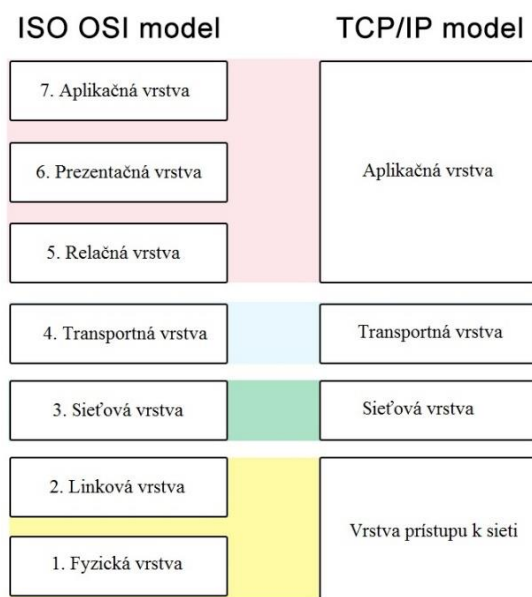 ISO OSI model
TCP/IP model
7. Aplikačná vrstva
6. Prezentačná vrstva
5. Relačná vrstva
Aplikačná vrstva
4. Transportná vrstva
Transportná vrstva
3. Sieťová vrstva
Sieťová vrstva
2. Linková vrstva
1. Fyzická vrstva
Vrstva prístupu k sieti